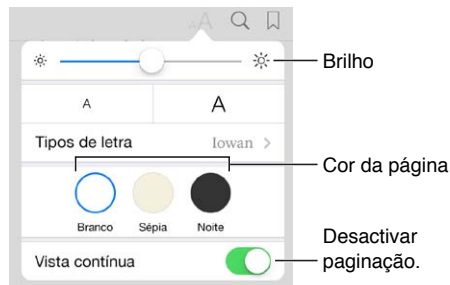 AA
Brilho
A A
Tipos de letra Iowan >
Cor da página
Branco Sépia Noite
Desactivar
Vista contínua paginação.